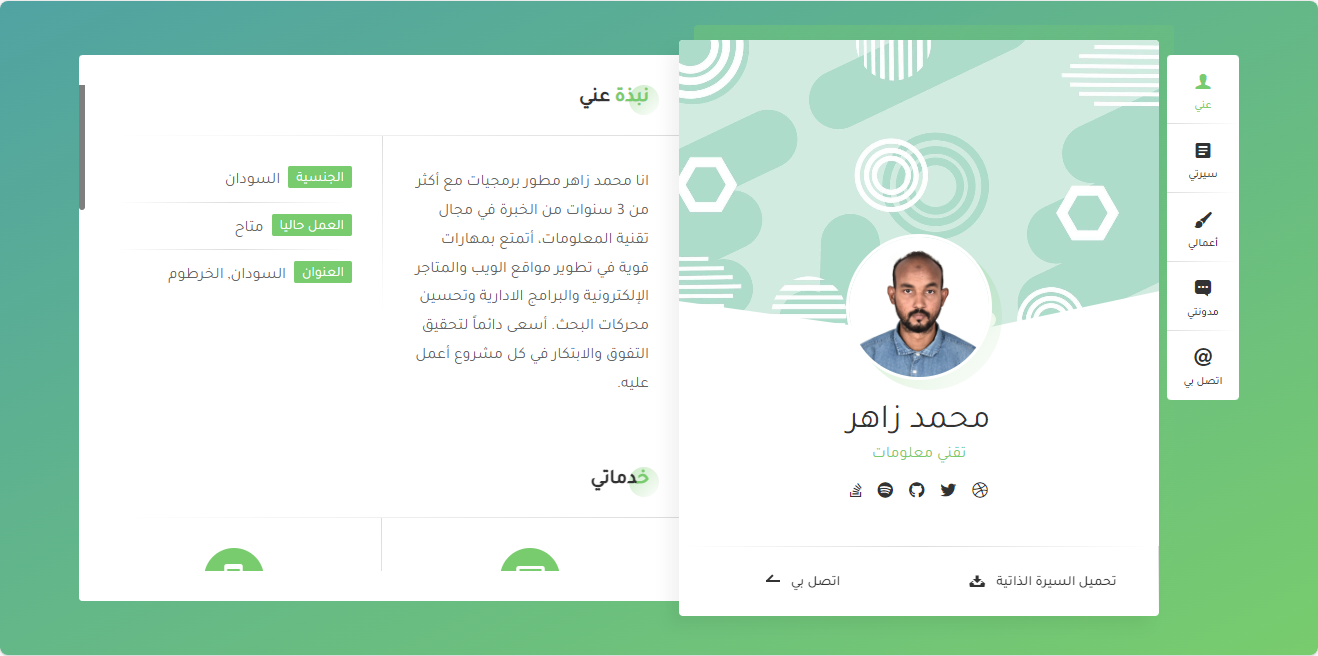 عني
سيرتي
أعمالي
مدونتي
اتصل بي
محمد زاهر
تقني معلومات
تحميل السيرة الذاتية
اتصل بي
نبذة عني
انا محمد زاهر مطور برمجيات مع أكثر
من 3 سنوات من الخبرة في مجال
تقنية المعلومات، أتمتع بمهارات
قوية في تطوير مواقع الويب والمتاجر
الإلكترونية والبرامج الادارية وتحسين
محركات البحث. أسعى دائماً لتحقيق
التفوق والابتكار في كل مشروع أعمل
عليه.
الجنسية السودان
العمل حاليا متاح
العنوان السودان, الخرطوم
خدماتي